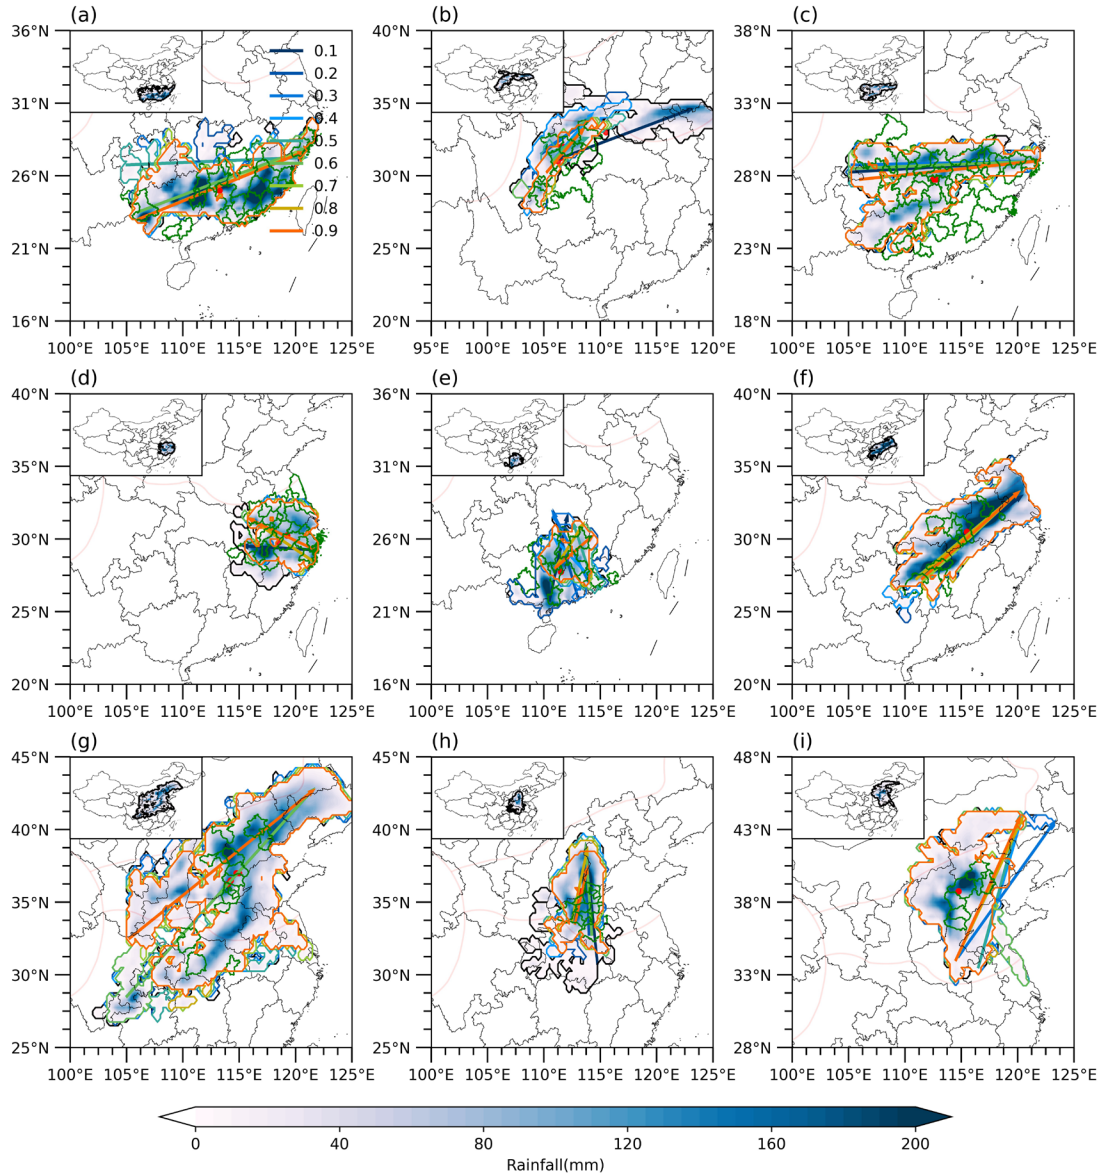 (a) (b) (c)
36°N 40°N 38°N
0.1
0.2
0.3
0.4
0.5
0.6
0.7
0.8
0.9
31°N 35°N 33°N
26°N 30°N 28°N
21°N 25°N 23°N
16°N 20°N 18°N
100°E 105°E 110°E 115°E 120°E 125°E 95°E 100°E 105°E 110°E 115°E 120°E 100°E 105°E 110°E 115°E 120°E 125°E
(d) (e) (f)
40°N 36°N 40°N
35°N 31°N 35°N
30°N 26°N 30°N
25°N 21°N 25°N
20°N 16°N 20°N
100°E 105°E 110°E 115°E 120°E 125°E 100°E 105°E 110°E 115°E 120°E 125°E 100°E 105°E 110°E 115°E 120°E 125°E
(g) (h) (i)
45°N 45°N 48°N
40°N 40°N 43°N
35°N 35°N 38°N
30°N 30°N 33°N
25°N 25°N 28°N
100°E 105°E 110°E 115°E 120°E 125°E 100°E 105°E 110°E 115°E 120°E 125°E 100°E 105°E 110°E 115°E 120°E 125°E
0 40 80 120 160 200
Rainfall(mm)